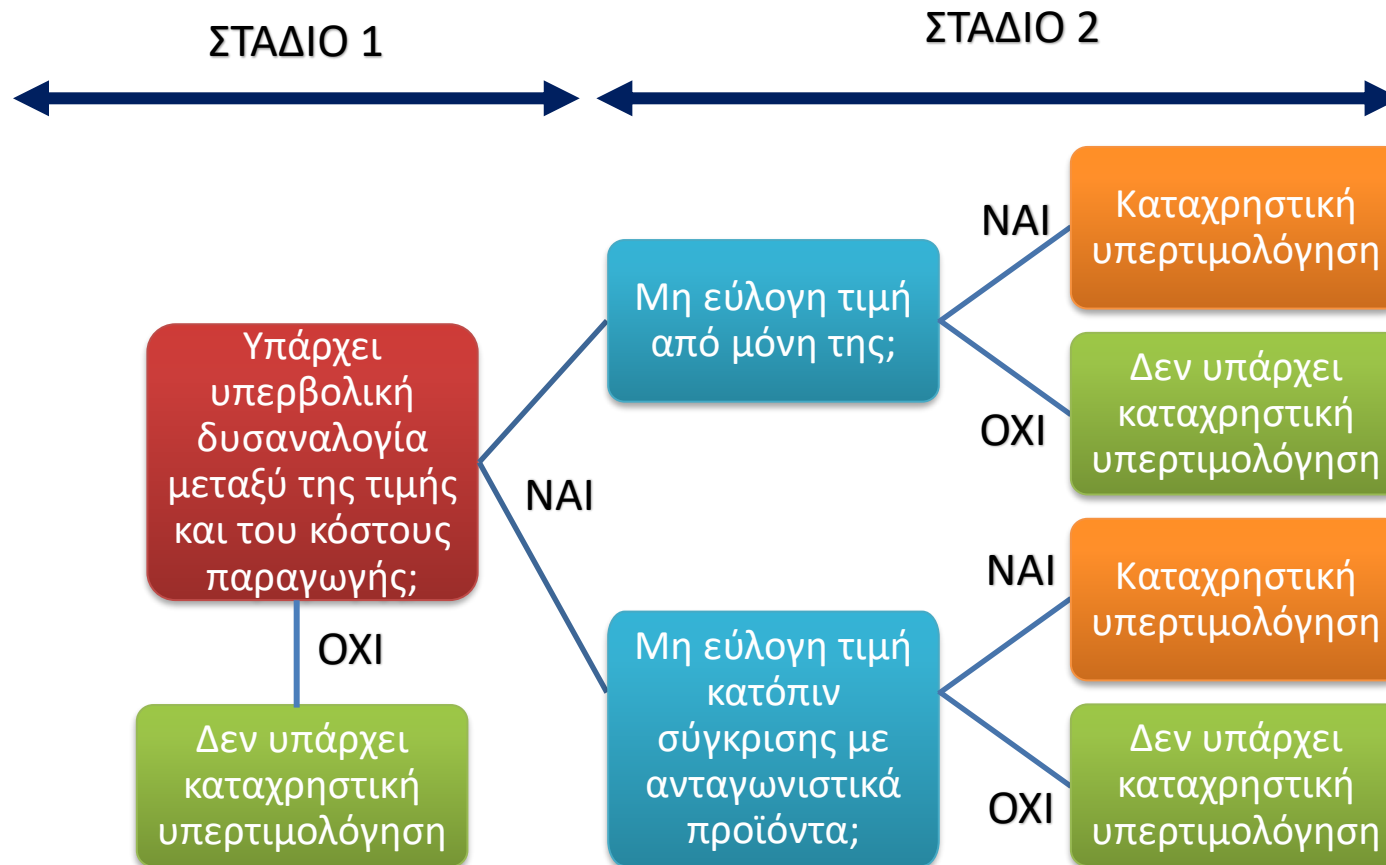 ΣΤΑΔΙΟ 1
ΣΤΑΔΙΟ 2
Υπάρχει
υπερβολική
δυσαναλογία
μεταξύ της τιμής
και του κόστους
παραγωγής;
ΟΧΙ
Δεν υπάρχει
καταχρηστική
υπερτιμολόγηση
ΝΑΙ
Μη εύλογη τιμή
από μόνη της;
ΝΑΙ
Καταχρηστική
υπερτιμολόγηση
ΟΧΙ
Δεν υπάρχει
καταχρηστική
υπερτιμολόγηση
Μη εύλογη τιμή
κατόπιν
σύγκρισης με
ανταγωνιστικά
προϊόντα;
ΝΑΙ
Καταχρηστική
υπερτιμολόγηση
ΟΧΙ
Δεν υπάρχει
καταχρηστική
υπερτιμολόγηση